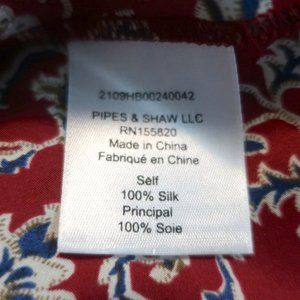 2109HB00240042
PIPES & SHAW LLC
RN155820
Made in China
Fabriqué en Chine
Self
100% Silk
Principal
100% Soie